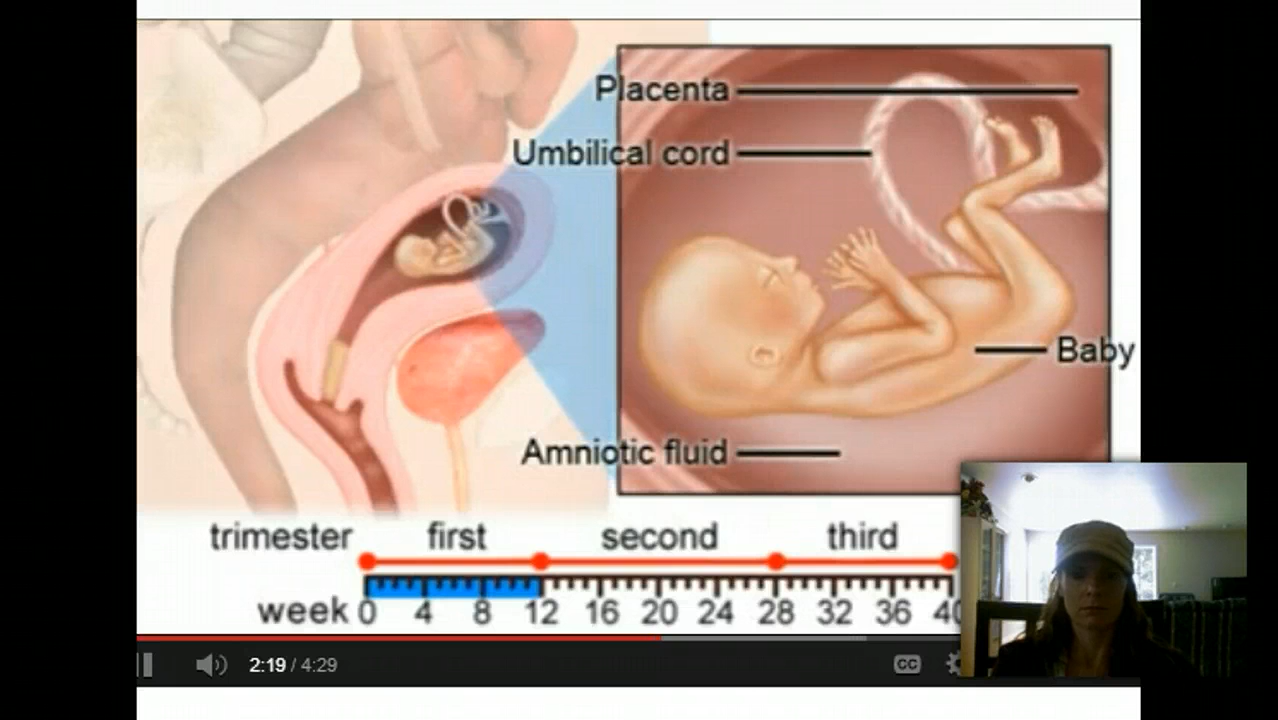 Placenta
Umbilical cord
Baby
Amniotic fluid
trimester first second third
week 0 4 8 12 16 20 24 28 32 36 40
2:19 / 4:29
CC